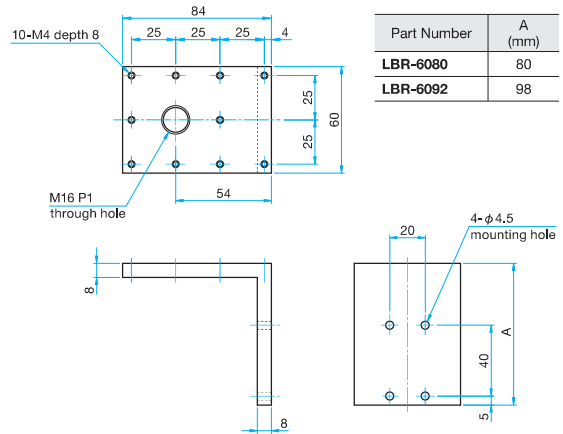 84
10-M4 depth 8
25 25 25 4
25
25
60
M16 P1
through hole
54
Part Number A
(mm)
LBR-6080 80
LBR-6092 98
8
8
20
4-φ4.5
mounting hole
A
40
5